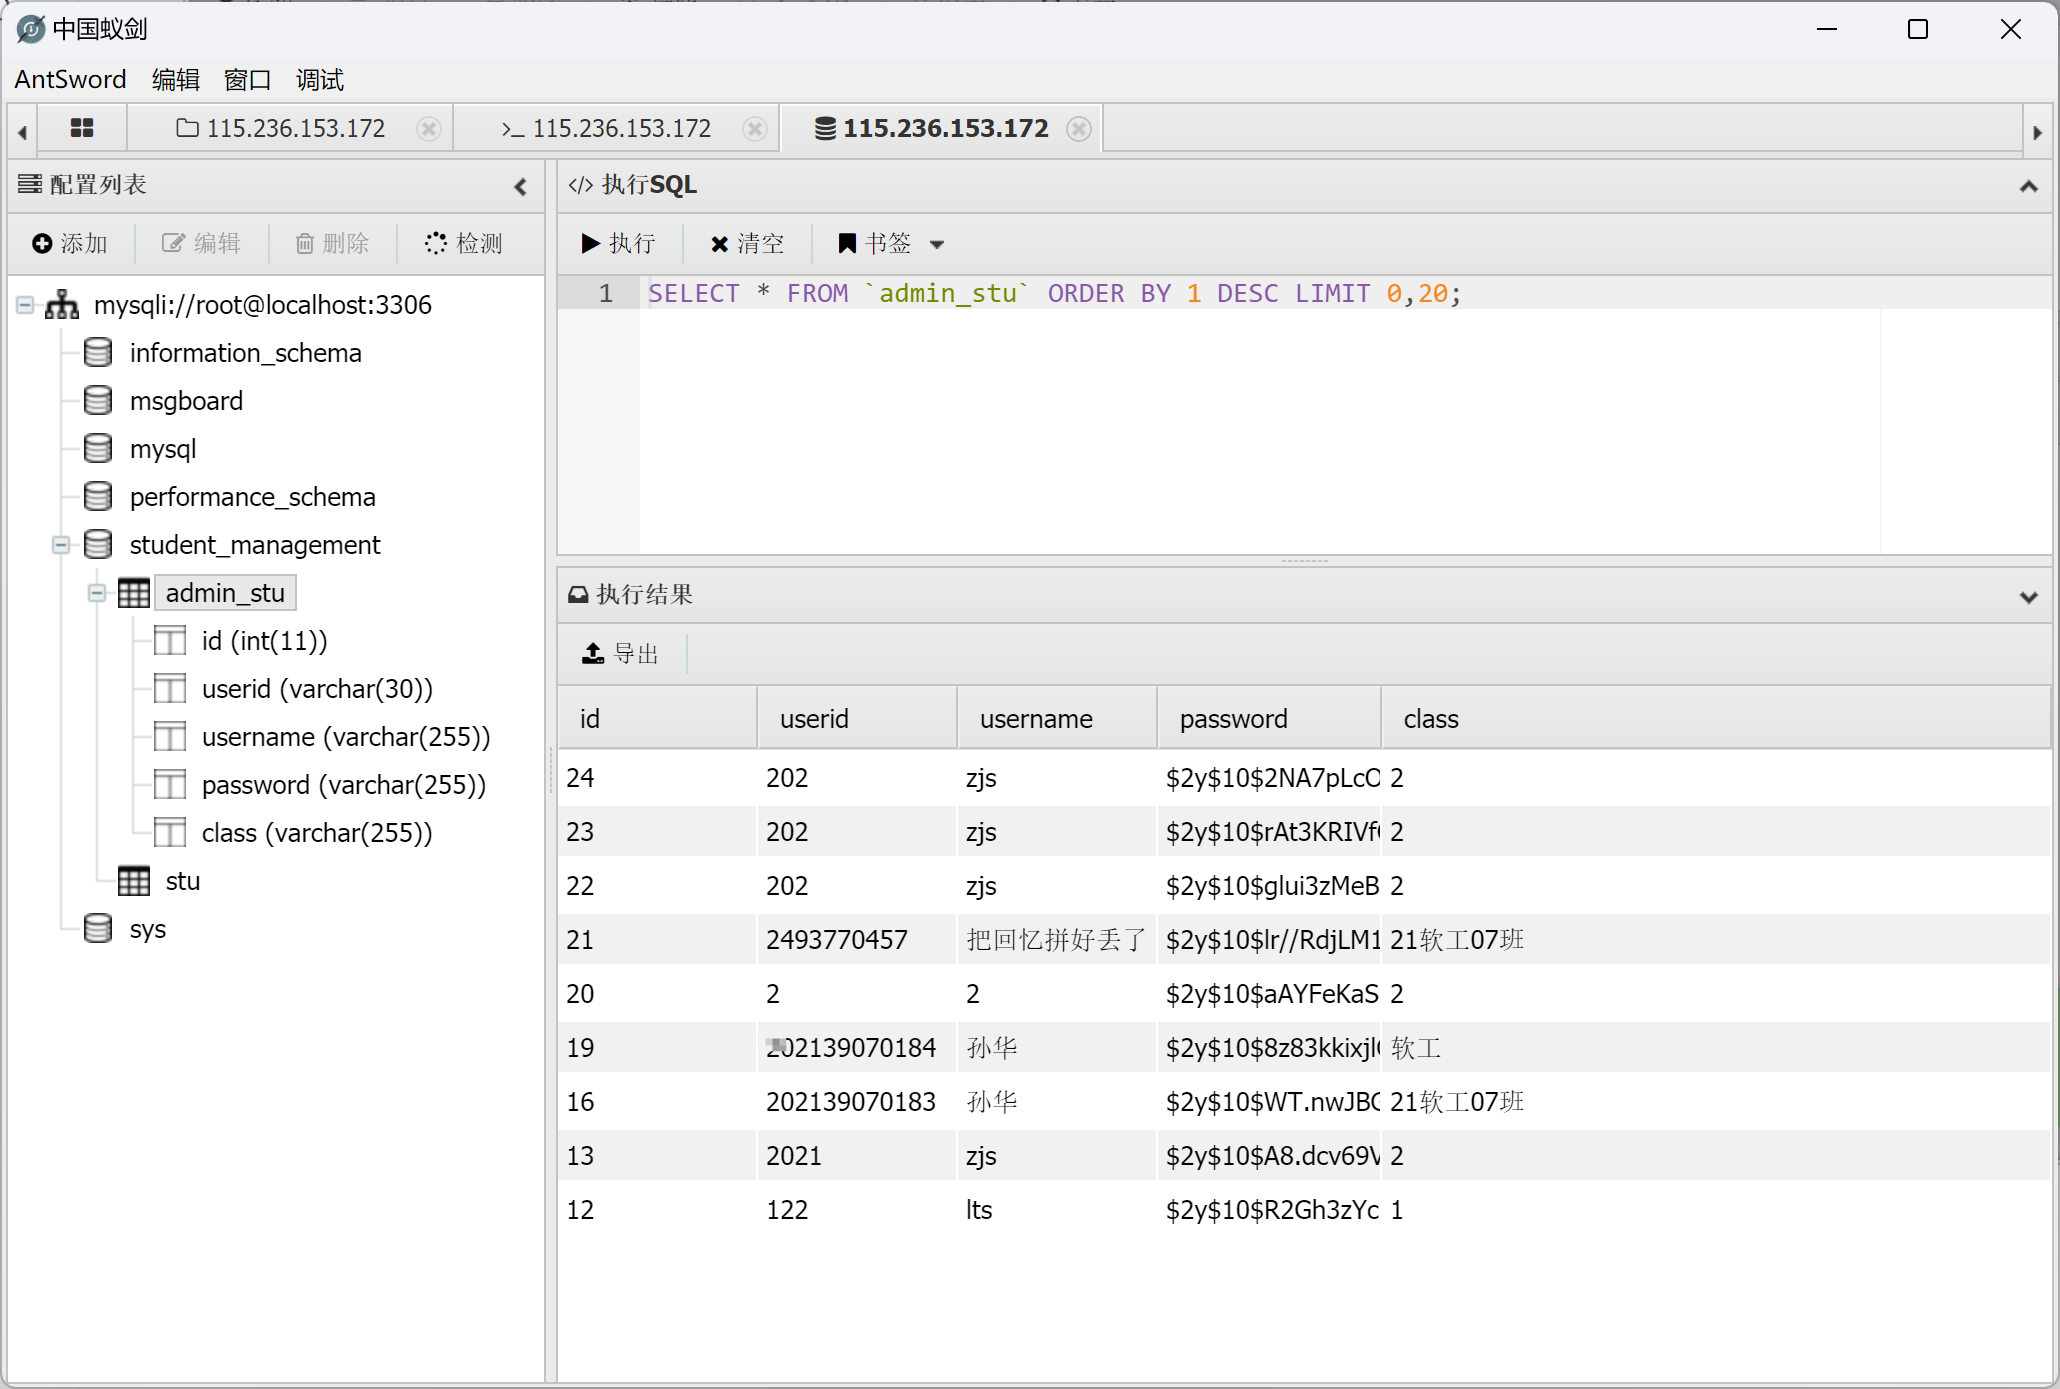 中国蚁剑
AntSword 编辑 窗口 调试
115.236.153.172 >_ 115.236.153.172 115.236.153.172
配置列表
添加 编辑 删除 检测
mysqli://root@localhost:3306
information_schema
msgboard
mysql
performance_schema
student_management
admin_stu
id (int(11))
userid (varchar(30))
username (varchar(255))
password (varchar(255))
class (varchar(255))
stu
sys
</> 执行SQL
执行 清空 书签
1 SELECT * FROM `admin_stu` ORDER BY 1 DESC LIMIT 0,20;
执行结果
导出
id userid username password class
24 202 zjs $2y$10$2NA7pLcO 2
23 202 zjs $2y$10$rAt3KRIVf 2
22 202 zjs $2y$10$glui3zMeB 2
21 2493770457 把回忆拼好丢了 $2y$10$lr//RdjLM1 21软工07班
20 2 2 $2y$10$aAYFeKaS 2
19 202139070184 孙华 $2y$10$8z83kkixjl 软工
16 202139070183 孙华 $2y$10$WT.nwJBG 21软工07班
13 2021 zjs $2y$10$A8.dcv69V 2
12 122 lts $2y$10$R2Gh3zYc 1